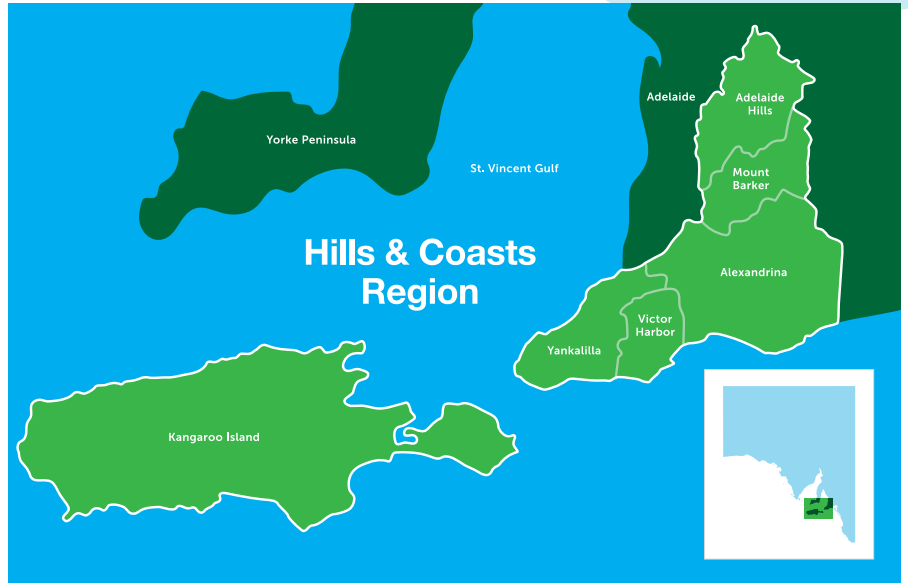 Adelaide
Adelaide
Hills
Yorke Peninsula
St. Vincent Gulf
Mount
Barker
Hills & Coasts
Region
Alexandrina
Victor
Harbor
Yankalilla
Kangaroo Island